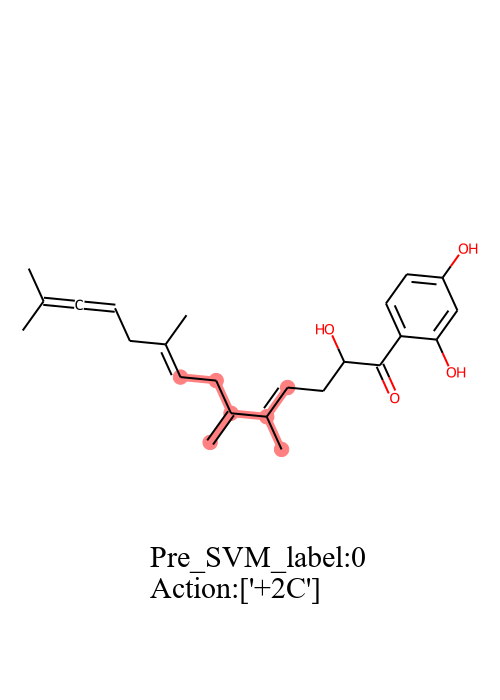 OH
C
HO
OH
O
Pre_SVM_label:0
Action:['+2C']